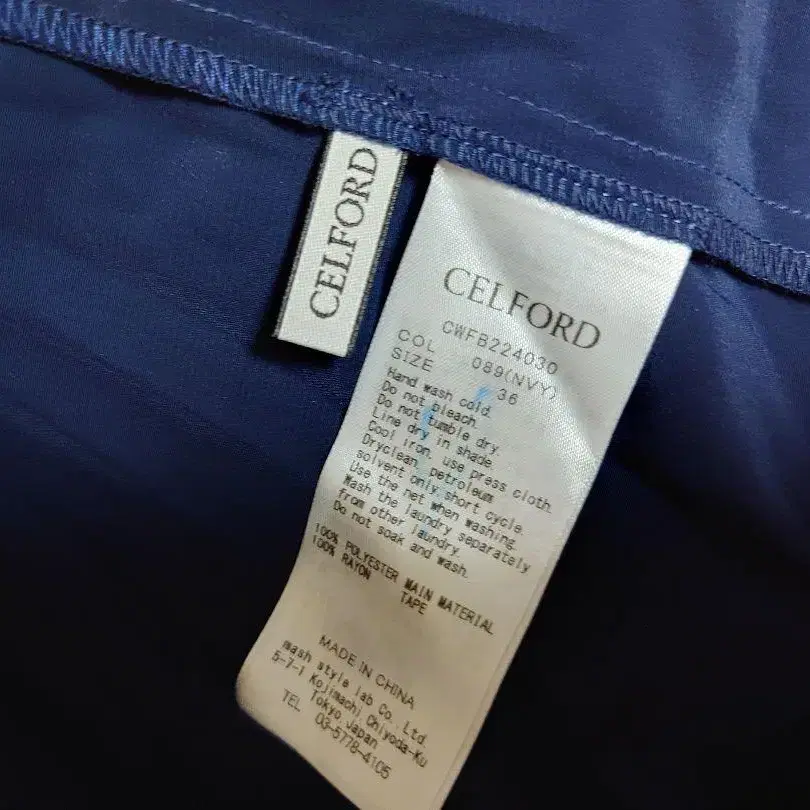 CELFORD
CELFORD
CWFB224030
COL 089(NVY)
SIZE 36
Hand wash cold.
Do not bleach.
Do not tumble dry.
Line dry in shade.
Cool iron. use press cloth.
Dryclean petroleum
solvent only short cycle.
Use the net when washing.
Wash the laundry separately
from other laundry.
Do not soak and wash.
100% POLYESTER MAIN MATERIAL
100% RAYON TAPE
MADE IN CHINA
mash style lab Co., Ltd.
5-7-1 Kojimachi Chiyoda-Ku
Tokyo Japan
TEL 03-5778-4105